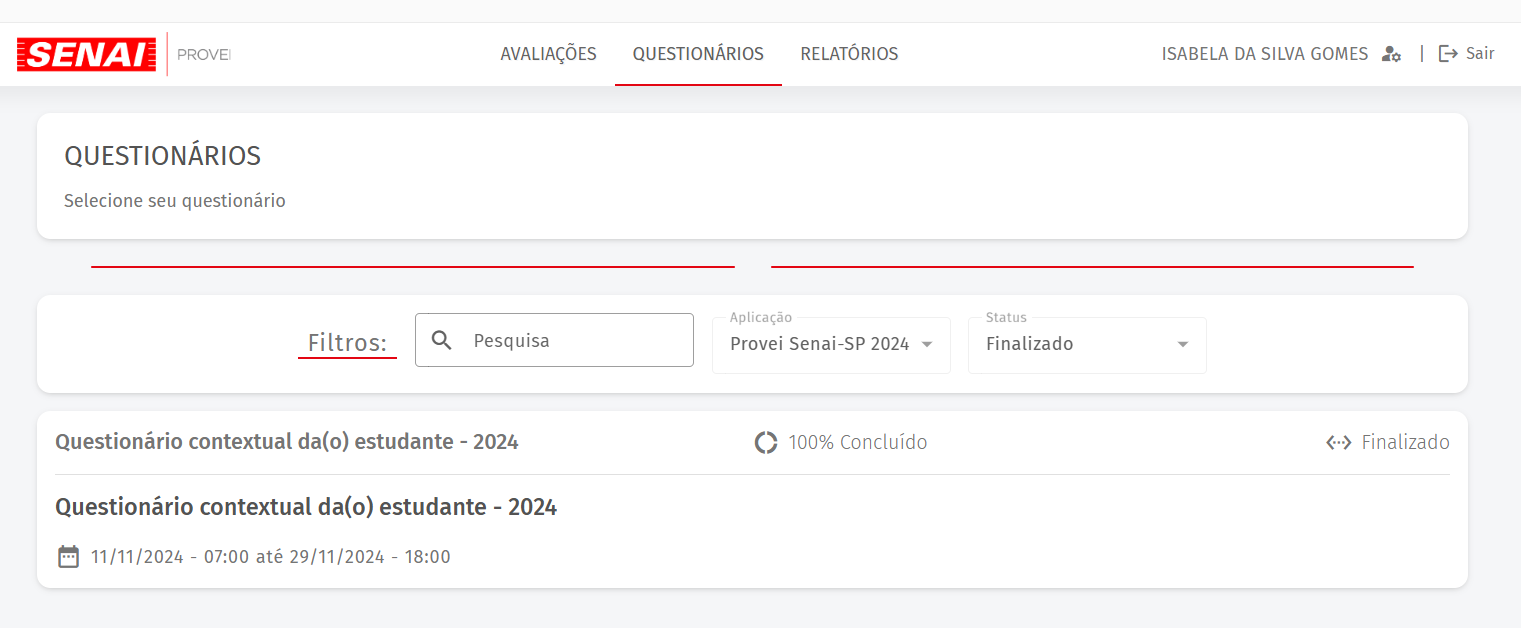 SENAI PROVEI AVALIAÇÕES QUESTIONÁRIOS RELATÓRIOS ISABELA DA SILVA GOMES | Sair
QUESTIONÁRIOS
Selecione seu questionário
Aplicação Status
Filtros: Pesquisa Provei Senai-SP 2024 Finalizado
Questionário contextual da(o) estudante - 2024 100% Concluído Finalizado
Questionário contextual da(o) estudante - 2024
11/11/2024 - 07:00 até 29/11/2024 - 18:00